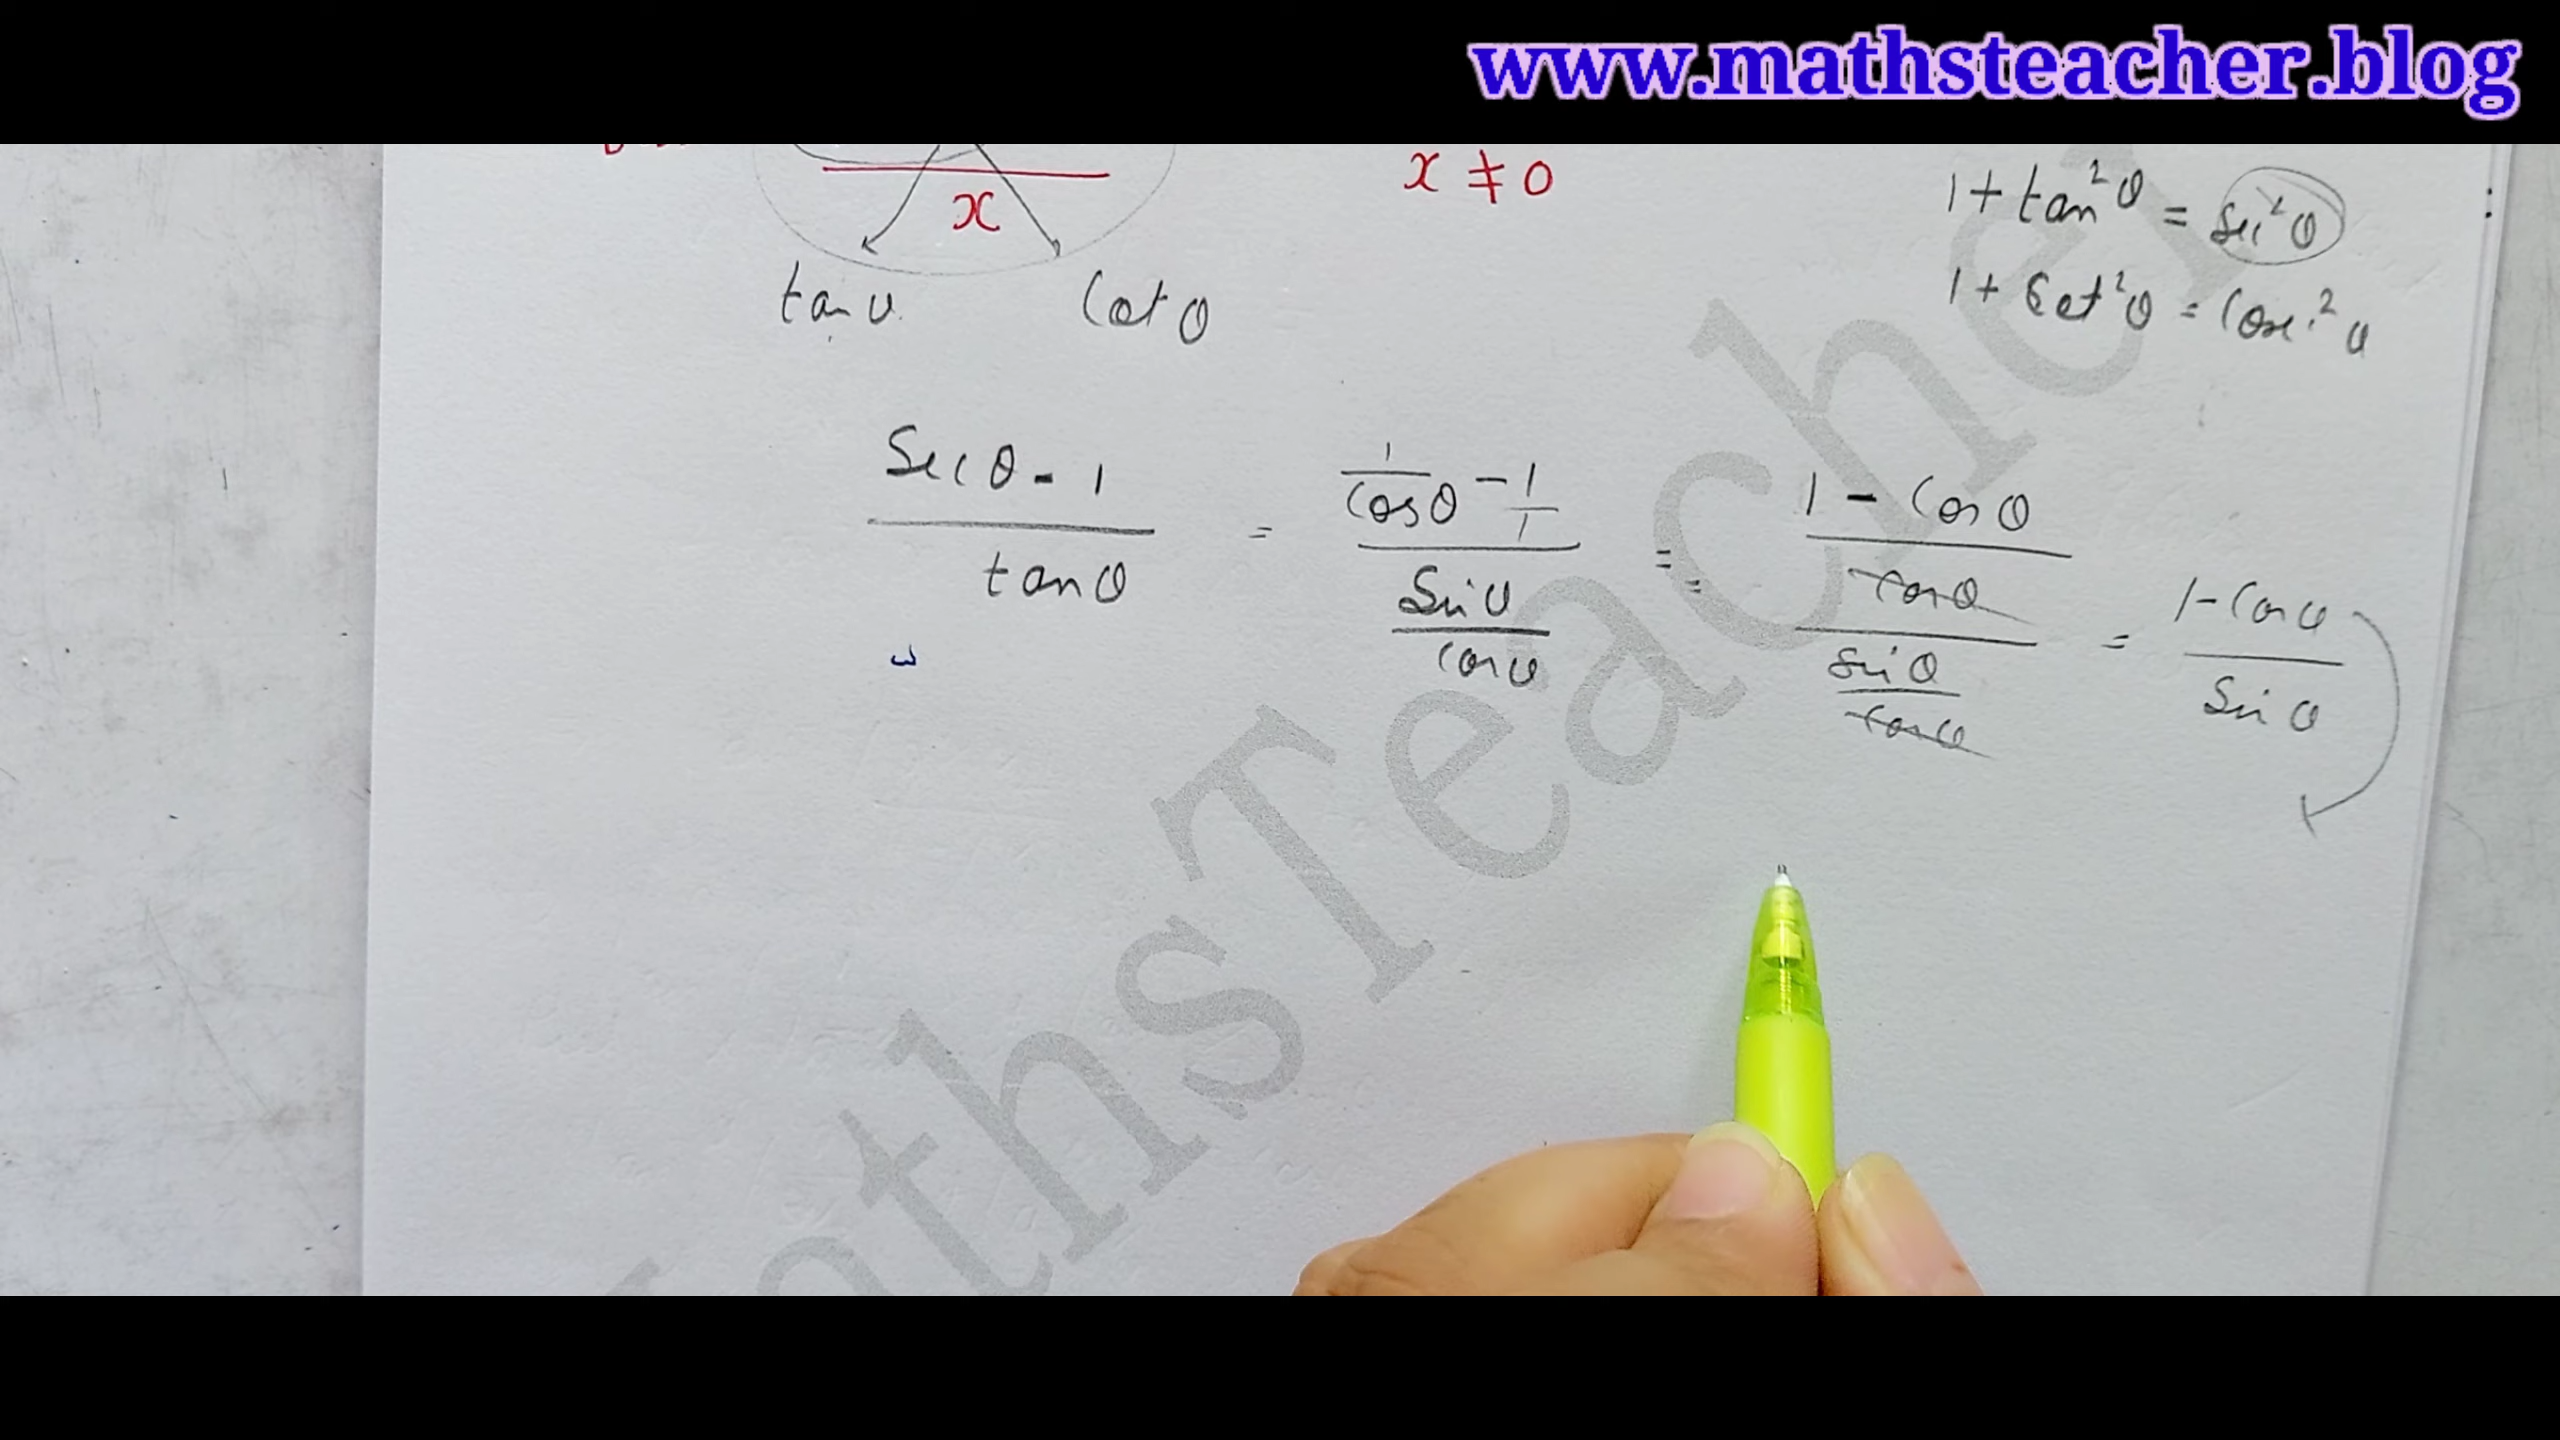 www.mathsteacher.blog
x
x ≠ 0
1 + tan²θ = sec²θ
tan θ cot θ
1 + cot²θ = cosec²θ
(Sec θ - 1)/(tan θ) = (1/cos θ - 1/1)/(Sin θ/cos θ) = ((1 - cos θ)/cos θ)/(sin θ/cos θ) = (1 - cos θ)/(Sin θ)
MathsTeacher